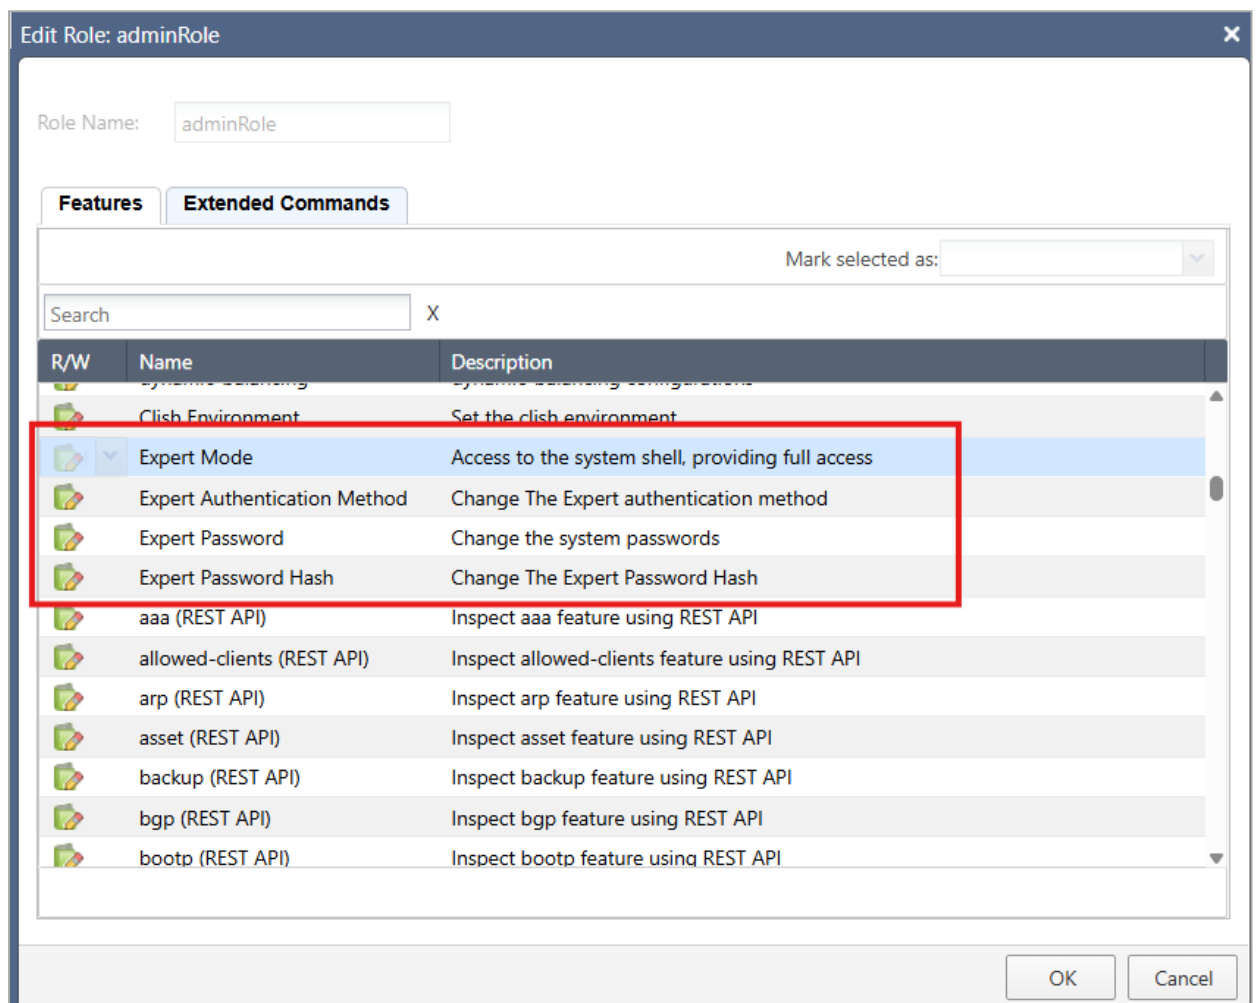 Edit Role: adminRole
Role Name: adminRole
Features Extended Commands
Mark selected as:
Search X
R/W Name Description
dynamic balancing dynamic balancing configurations
Clish Environment Set the clish environment
Expert Mode Access to the system shell, providing full access
Expert Authentication Method Change The Expert authentication method
Expert Password Change the system passwords
Expert Password Hash Change The Expert Password Hash
aaa (REST API) Inspect aaa feature using REST API
allowed-clients (REST API) Inspect allowed-clients feature using REST API
arp (REST API) Inspect arp feature using REST API
asset (REST API) Inspect asset feature using REST API
backup (REST API) Inspect backup feature using REST API
bgp (REST API) Inspect bgp feature using REST API
bootp (REST API) Inspect bootp feature using REST API
OK Cancel